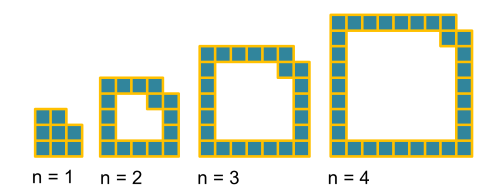 n = 1 n = 2 n = 3 n = 4